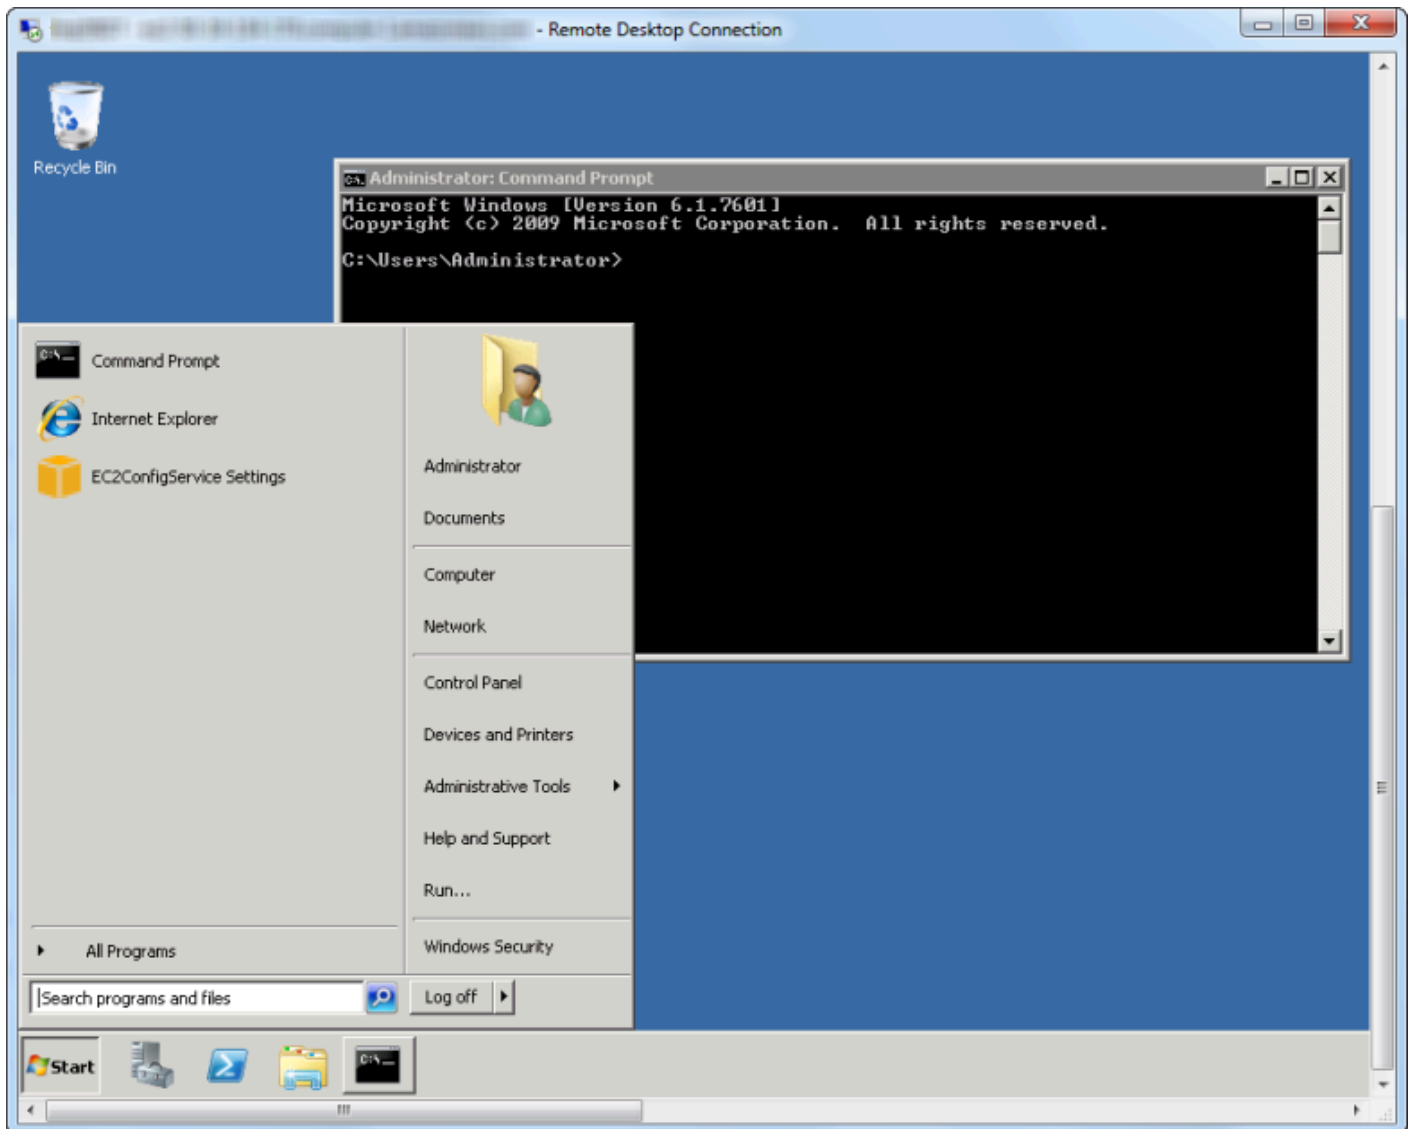 - Remote Desktop Connection
Recycle Bin
Administrator: Command Prompt
Microsoft Windows [Version 6.1.7601]
Copyright (c) 2009 Microsoft Corporation.  All rights reserved.
C:\Users\Administrator>
Command Prompt
Internet Explorer
EC2ConfigService Settings
All Programs
Search programs and files
Administrator
Documents
Computer
Network
Control Panel
Devices and Printers
Administrative Tools
Help and Support
Run...
Windows Security
Log off
Start